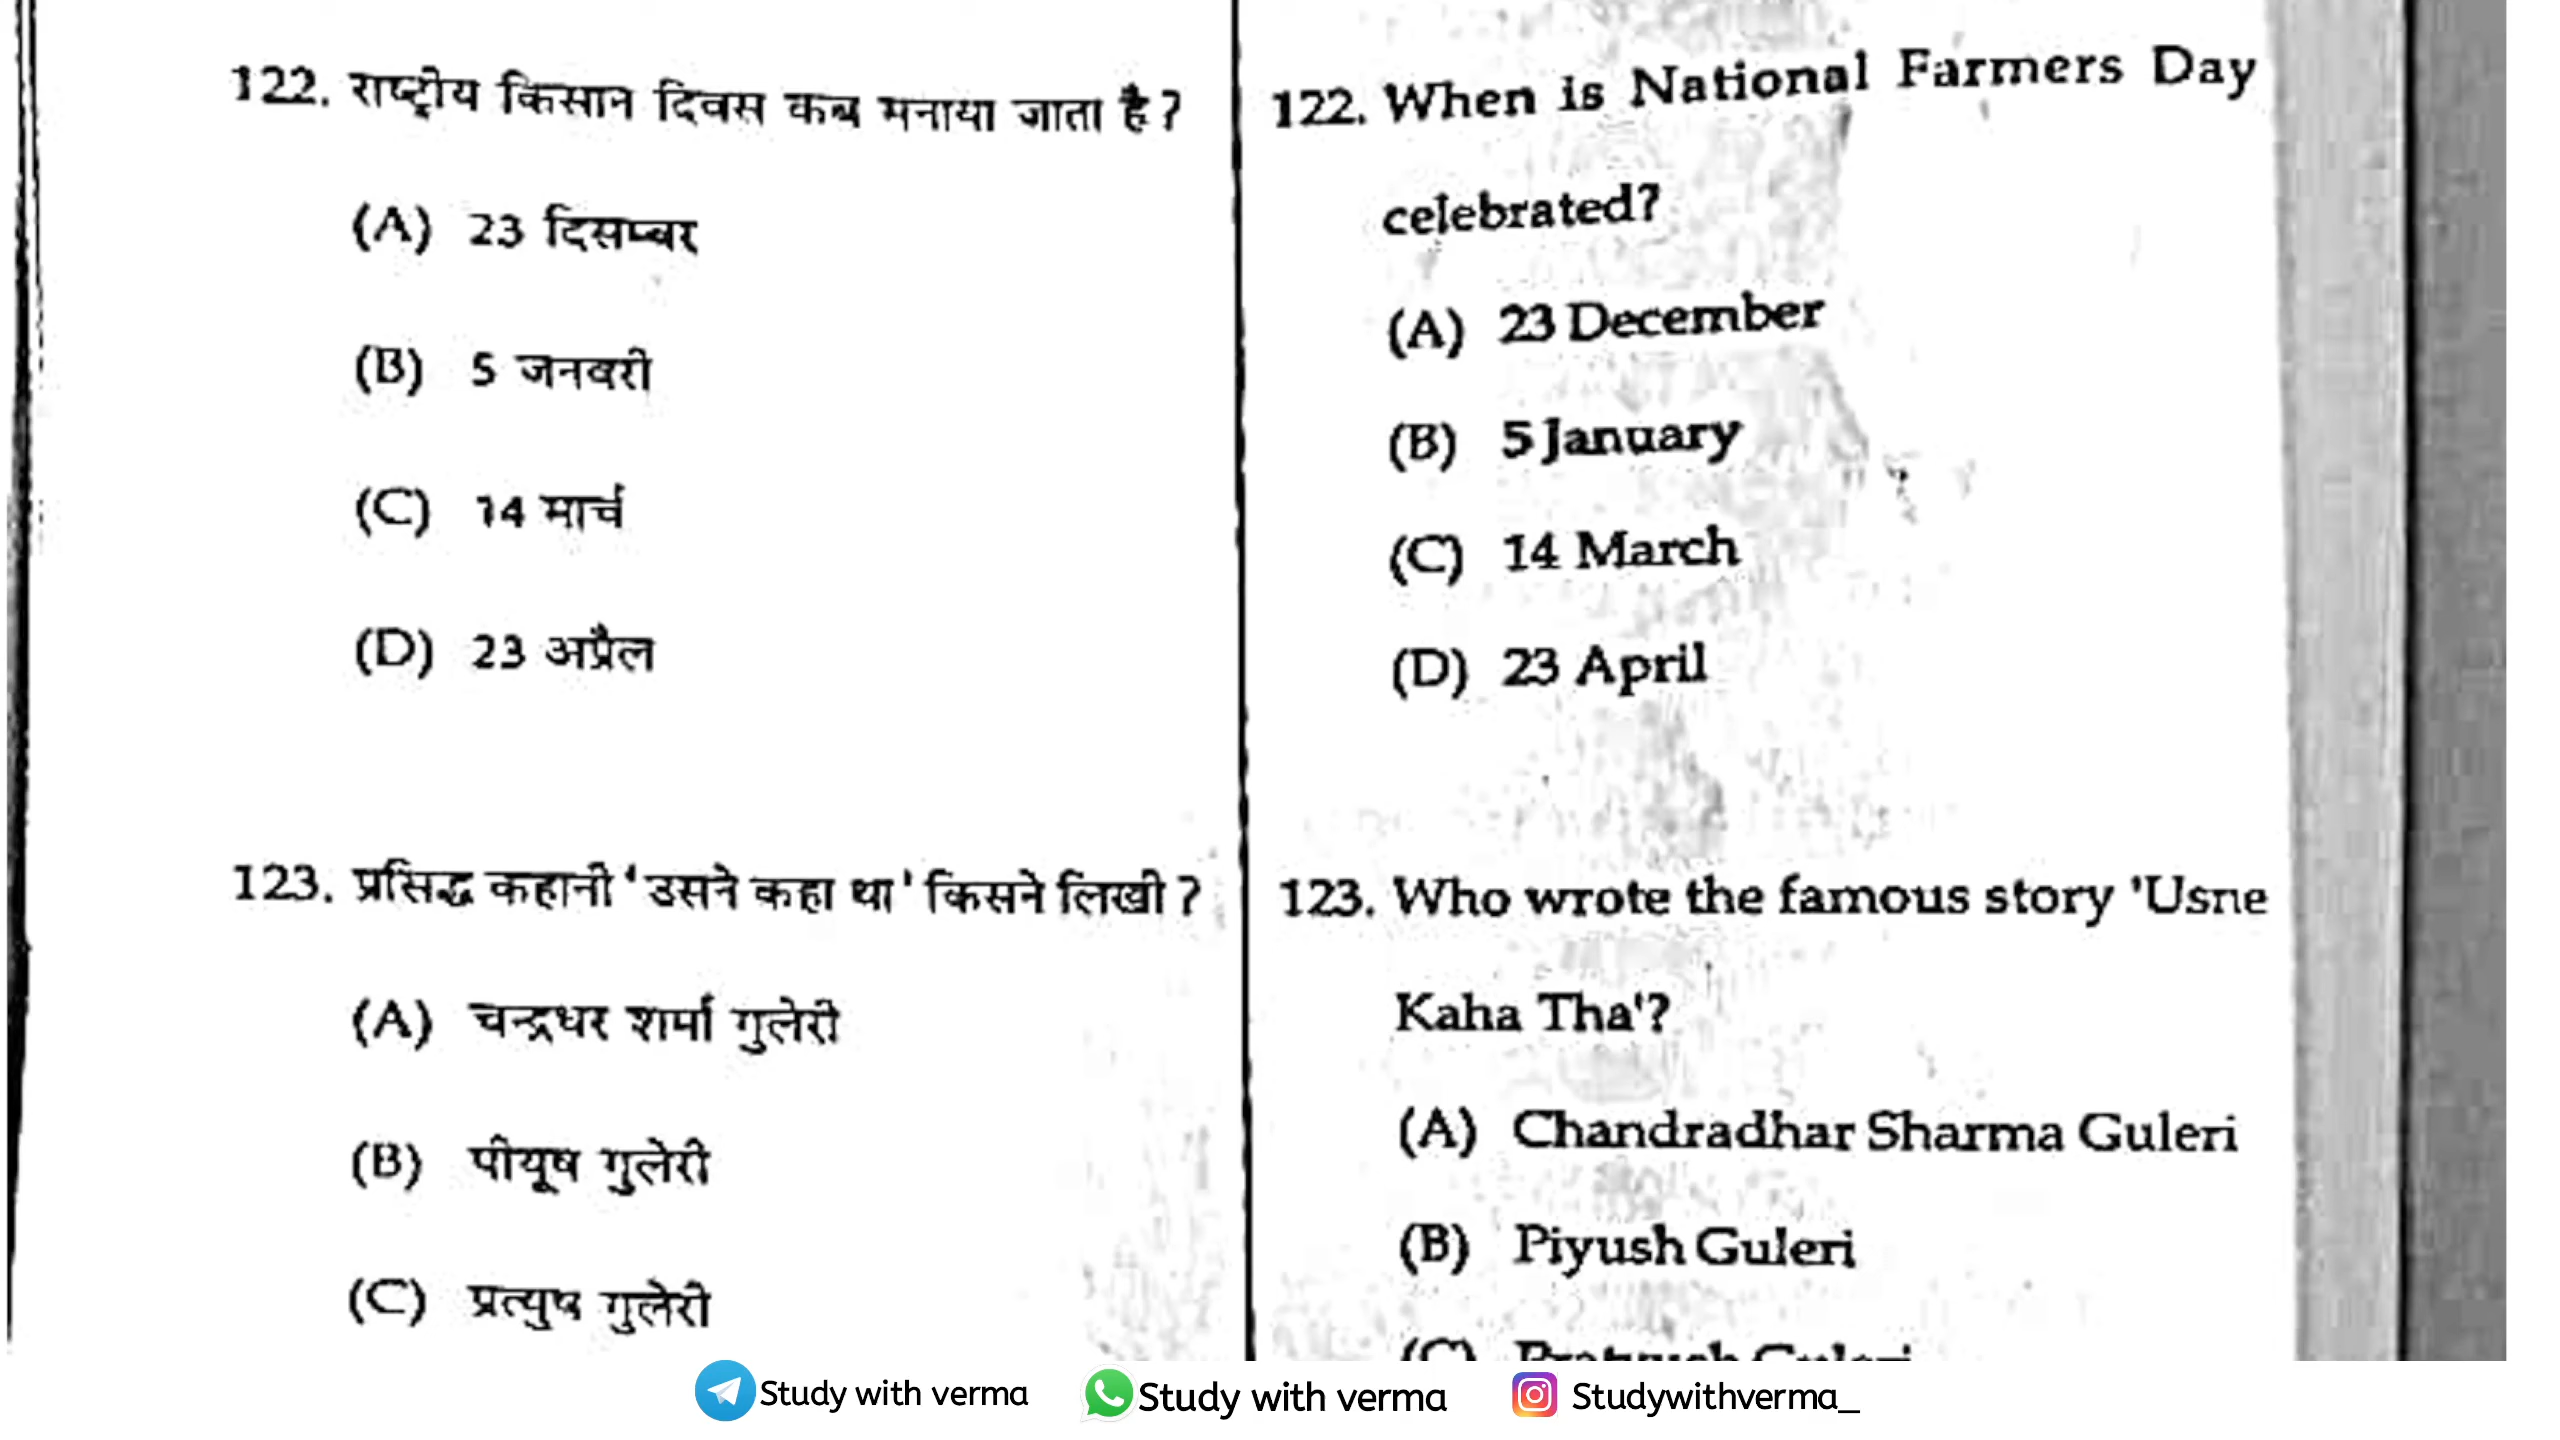 122. राष्ट्रीय किसान दिवस कब मनाया जाता है ?
(A) 23 दिसम्बर
(B) 5 जनवरी
(C) 14 मार्च
(D) 23 अप्रैल
123. प्रसिद्ध कहानी 'उसने कहा था' किसने लिखी ?
(A) चन्द्रधर शर्मा गुलेरी
(B) पीयूष गुलेरी
(C) प्रत्युष गुलेरी
122. When is National Farmers Day
celebrated?
(A) 23 December
(B) 5 January
(C) 14 March
(D) 23 April
123. Who wrote the famous story 'Usne
Kaha Tha'?
(A) Chandradhar Sharma Guleri
(B) Piyush Guleri
(C) Guleri
Study with verma
Study with verma
Studywithverma_